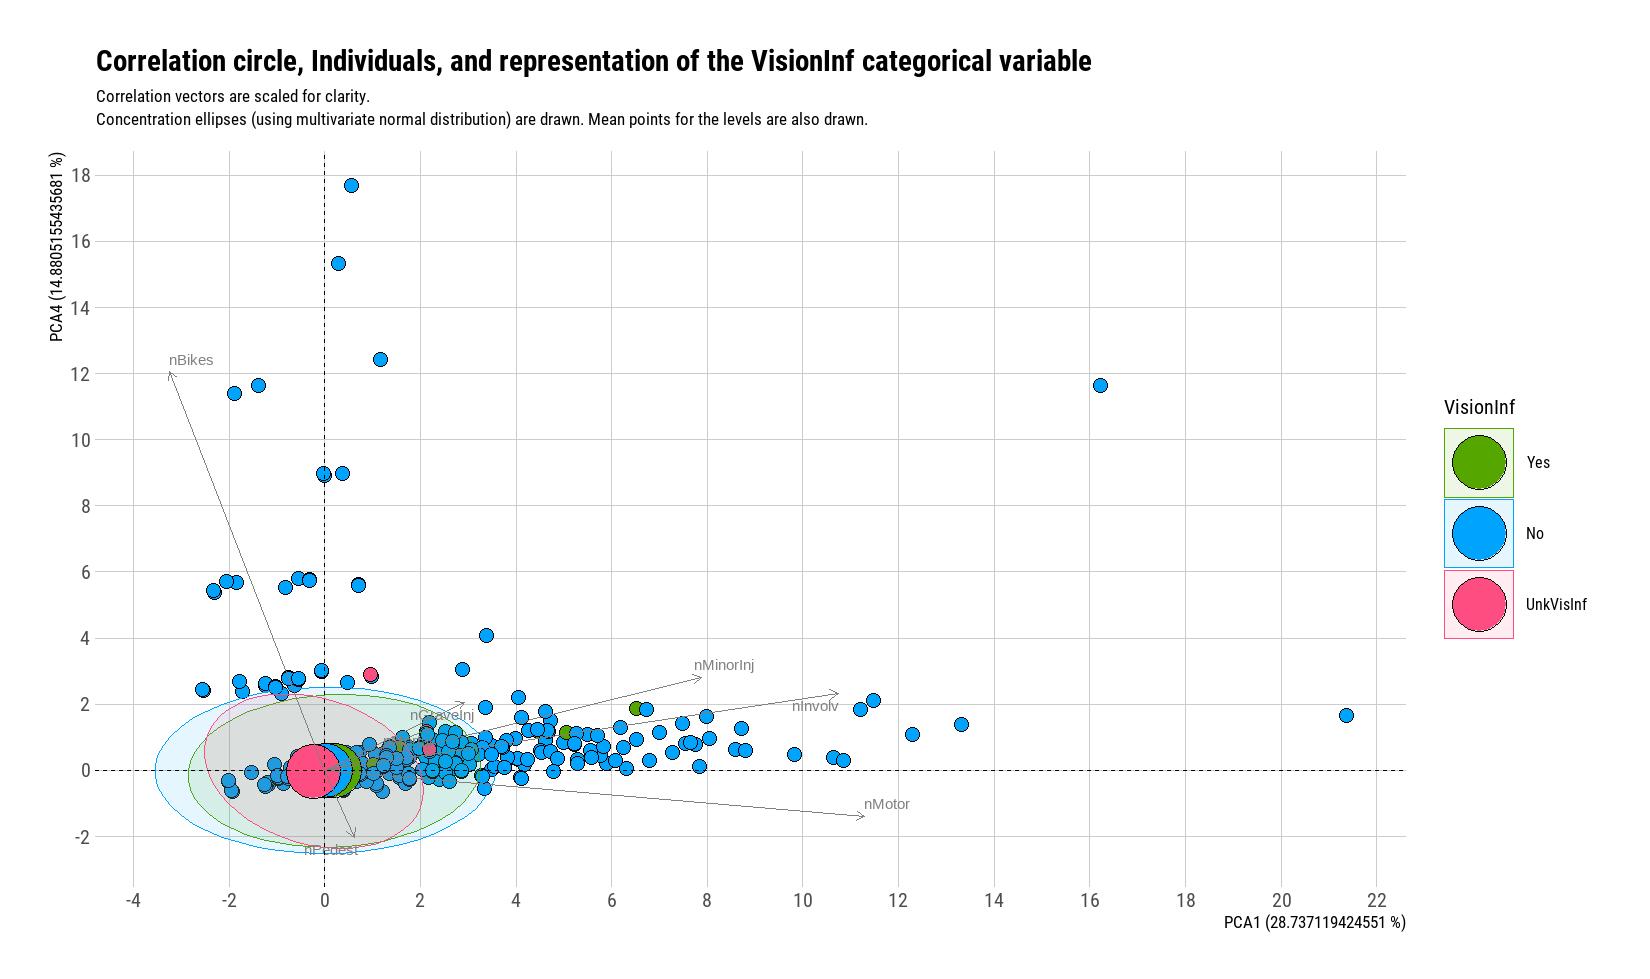 Correlation circle, Individuals, and representation of the VisionInf categorical variable
Correlation vectors are scaled for clarity.
Concentration ellipses (using multivariate normal distribution) are drawn. Mean points for the levels are also drawn.
PCA4 (14.8805155435681 %)
18
16
14
12
10
8
6
4
2
0
-2
nBikes
nMinorInj
nInvolv
nGraveInj
nMotor
nPedest
-4
-2
0
2
4
6
8
10
12
14
16
18
20
22
PCA1 (28.737119424551 %)
VisionInf
Yes
No
UnkVisInf